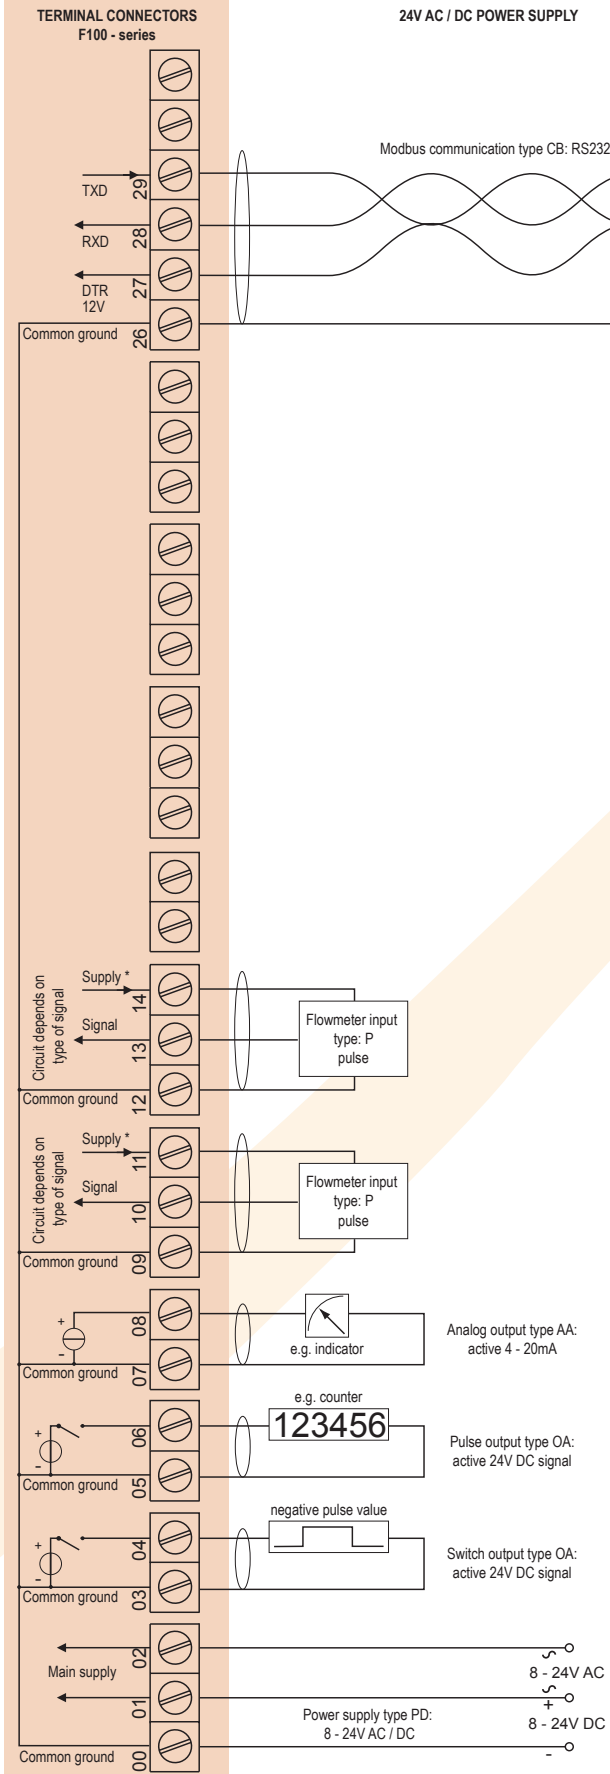 TERMINAL CONNECTORS
F100 - series
24V AC / DC POWER SUPPLY
Modbus communication type CB: RS232
TXD
29
RXD
28
DTR
12V
27
Common ground
26
Circuit depends on
type of signal
Supply *
14
Signal
13
Common ground
12
Flowmeter input
type: P
pulse
Circuit depends on
type of signal
Supply *
11
Signal
10
Common ground
09
Flowmeter input
type: P
pulse
+
-
08
Common ground
07
e.g. indicator
Analog output type AA:
active 4 - 20mA
e.g. counter
123456
+
-
06
Common ground
05
Pulse output type OA:
active 24V DC signal
negative pulse value
+
-
04
Common ground
03
Switch output type OA:
active 24V DC signal
02
Main supply
01
8 - 24V AC
+
Power supply type PD:
8 - 24V AC / DC
8 - 24V DC
-
Common ground
00